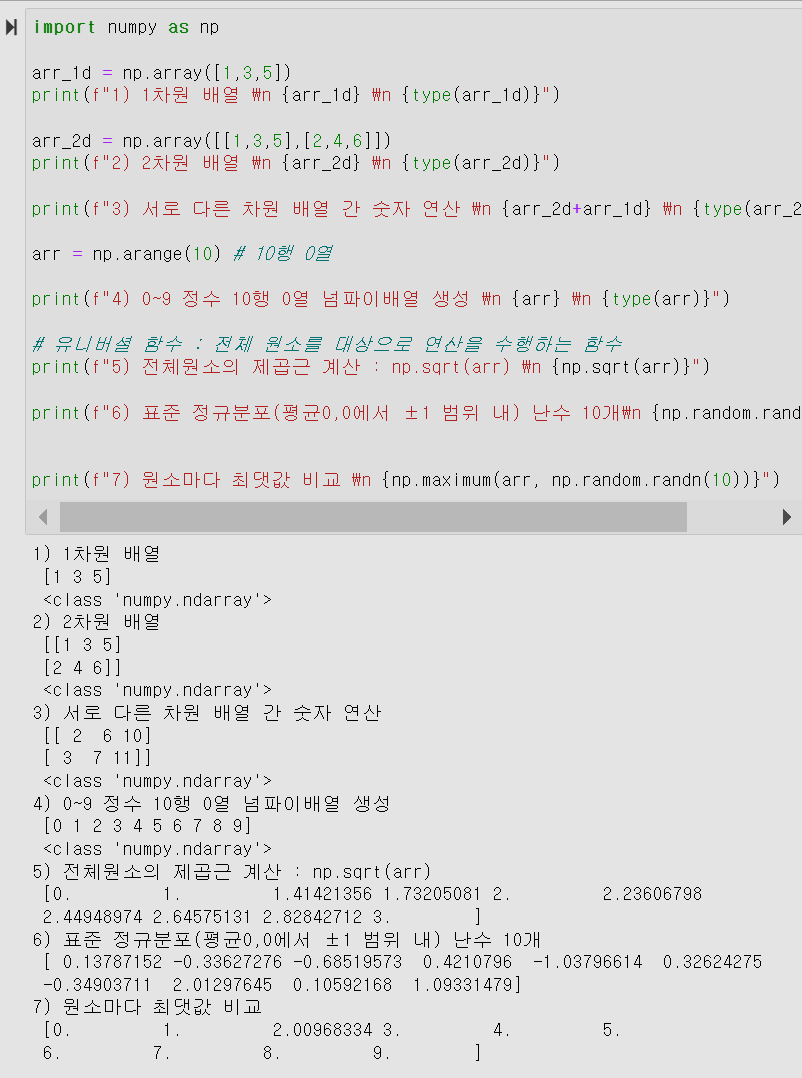 import numpy as np
arr_1d = np.array([1,3,5])
print(f"1) 1차원 배열 ₩n {arr_1d} ₩n {type(arr_1d)}")
arr_2d = np.array([[1,3,5],[2,4,6]])
print(f"2) 2차원 배열 ₩n {arr_2d} ₩n {type(arr_2d)}")
print(f"3) 서로 다른 차원 배열 간 숫자 연산 ₩n {arr_2d+arr_1d} ₩n {type(arr_2
arr = np.arange(10) # 10행 0열
print(f"4) 0~9 정수 10행 0열 넘파이배열 생성 ₩n {arr} ₩n {type(arr)}")
# 유니버셜 함수 : 전체 원소를 대상으로 연산을 수행하는 함수
print(f"5) 전체원소의 제곱근 계산 : np.sqrt(arr) ₩n {np.sqrt(arr)}")
print(f"6) 표준 정규분포(평균0,0에서 ±1 범위 내) 난수 10개₩n {np.random.rand
print(f"7) 원소마다 최댓값 비교 ₩n {np.maximum(arr, np.random.randn(10))}")
1) 1차원 배열
[1 3 5]
<class 'numpy.ndarray'>
2) 2차원 배열
[[1 3 5]
[2 4 6]]
<class 'numpy.ndarray'>
3) 서로 다른 차원 배열 간 숫자 연산
[[ 2  6 10]
[ 3  7 11]]
<class 'numpy.ndarray'>
4) 0~9 정수 10행 0열 넘파이배열 생성
[0 1 2 3 4 5 6 7 8 9]
<class 'numpy.ndarray'>
5) 전체원소의 제곱근 계산 : np.sqrt(arr)
[0.         1.         1.41421356 1.73205081 2.         2.23606798
2.44948974 2.64575131 2.82842712 3.        ]
6) 표준 정규분포(평균0,0에서 ±1 범위 내) 난수 10개
[ 0.13787152 -0.33627276 -0.68519573  0.4210796  -1.03796614  0.32624275
-0.34903711  2.01297645  0.10592168  1.09331479]
7) 원소마다 최댓값 비교
[0.         1.         2.00968334 3.         4.         5.
6.         7.         8.         9.        ]